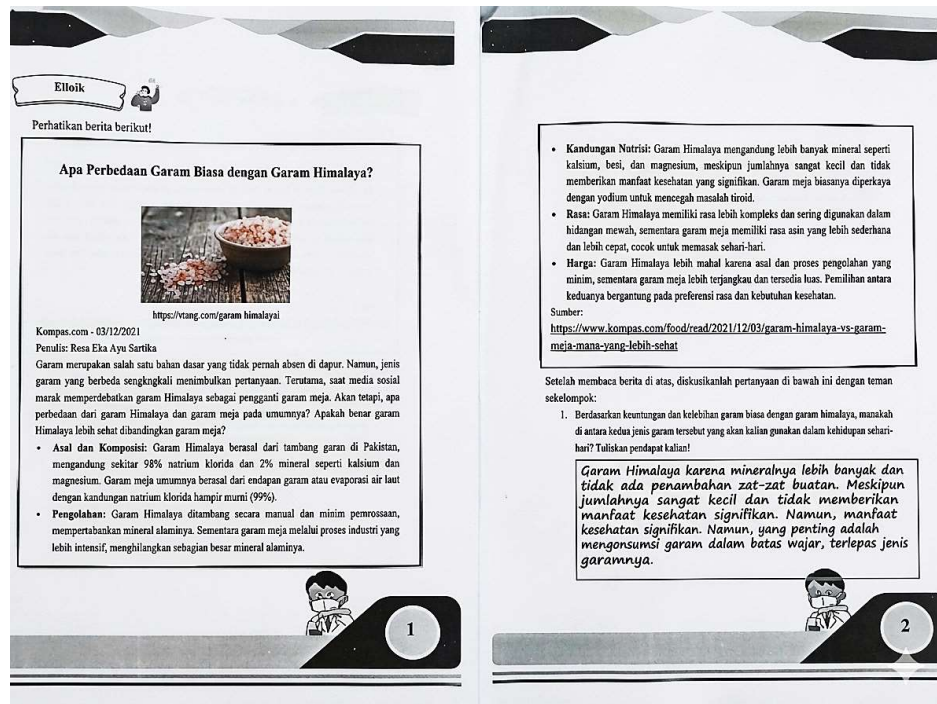 Elloik
Perhatikan berita berikut!
Apa Perbedaan Garam Biasa dengan Garam Himalaya?
https://vtang.com/garam himalayai
Kompas.com - 03/12/2021
Penulis: Resa Eka Ayu Sartika
Garam merupakan salah satu bahan dasar yang tidak pernah absen di dapur. Namun, jenis
garam yang berbeda sengkngkali menimbulkan pertanyaan. Terutama, saat media sosial
marak memperdebatkan garam Himalaya sebagai pengganti garam meja. Akan tetapi, apa
perbedaan dari garam Himalaya dan garam meja pada umumnya? Apakah benar garam
Himalaya lebih sehat dibandingkan garam meja?
• Asal dan Komposisi: Garam Himalaya berasal dari tambang garan di Pakistan,
mengandung sekitar 98% natrium klorida dan 2% mineral seperti kalsium dan
magnesium. Garam meja umumnya berasal dari endapan garam atau evaporasi air laut
dengan kandungan natrium klorida hampir murni (99%).
• Pengolahan: Garam Himalaya ditambang secara manual dan minim pemrossaan,
mempertabankan mineral alaminya. Sementara garam meja melalui proses industri yang
lebih intensif, menghilangkan sebagian besar mineral alaminya.
1
• Kandungan Nutrisi: Garam Himalaya mengandung lebih banyak mineral seperti
kalsium, besi, dan magnesium, meskipun jumlahnya sangat kecil dan tidak
memberikan manfaat kesehatan yang signifikan. Garam meja biasanya diperkaya
dengan yodium untuk mencegah masalah tiroid.
• Rasa: Garam Himalaya memiliki rasa lebih kompleks dan sering digunakan dalam
hidangan mewah, sementara garam meja memiliki rasa asin yang lebih sederhana
dan lebih cepat, cocok untuk memasak sehari-hari.
• Harga: Garam Himalaya lebih mahal karena asal dan proses pengolahan yang
minim, sementara garam meja lebih terjangkau dan tersedia luas. Pemilihan antara
keduanya bergantung pada preferensi rasa dan kebutuhan kesehatan.
Sumber:
https://www.kompas.com/food/read/2021/12/03/garam-himalaya-vs-garam-
meja-mana-yang-lebih-sehat
Setelah membaca berita di atas, diskusikanlah pertanyaan di bawah ini dengan teman
sekelompok:
1. Berdasarkan keuntungan dan kelebihan garam biasa dengan garam himalaya, manakah
di antara kedua jenis garam tersebut yang akan kalian gunakan dalam kehidupan sehari-
hari? Tuliskan pendapat kalian!
Garam Himalaya karena mineralnya lebih banyak dan
tidak ada penambahan zat-zat buatan. Meskipun
jumlahnya sangat kecil dan tidak memberikan
manfaat kesehatan signifikan. Namun, manfaat
kesehatan signifikan. Namun, yang penting adalah
mengonsumsi garam dalam batas wajar, terlepas jenis
garamnya.
2